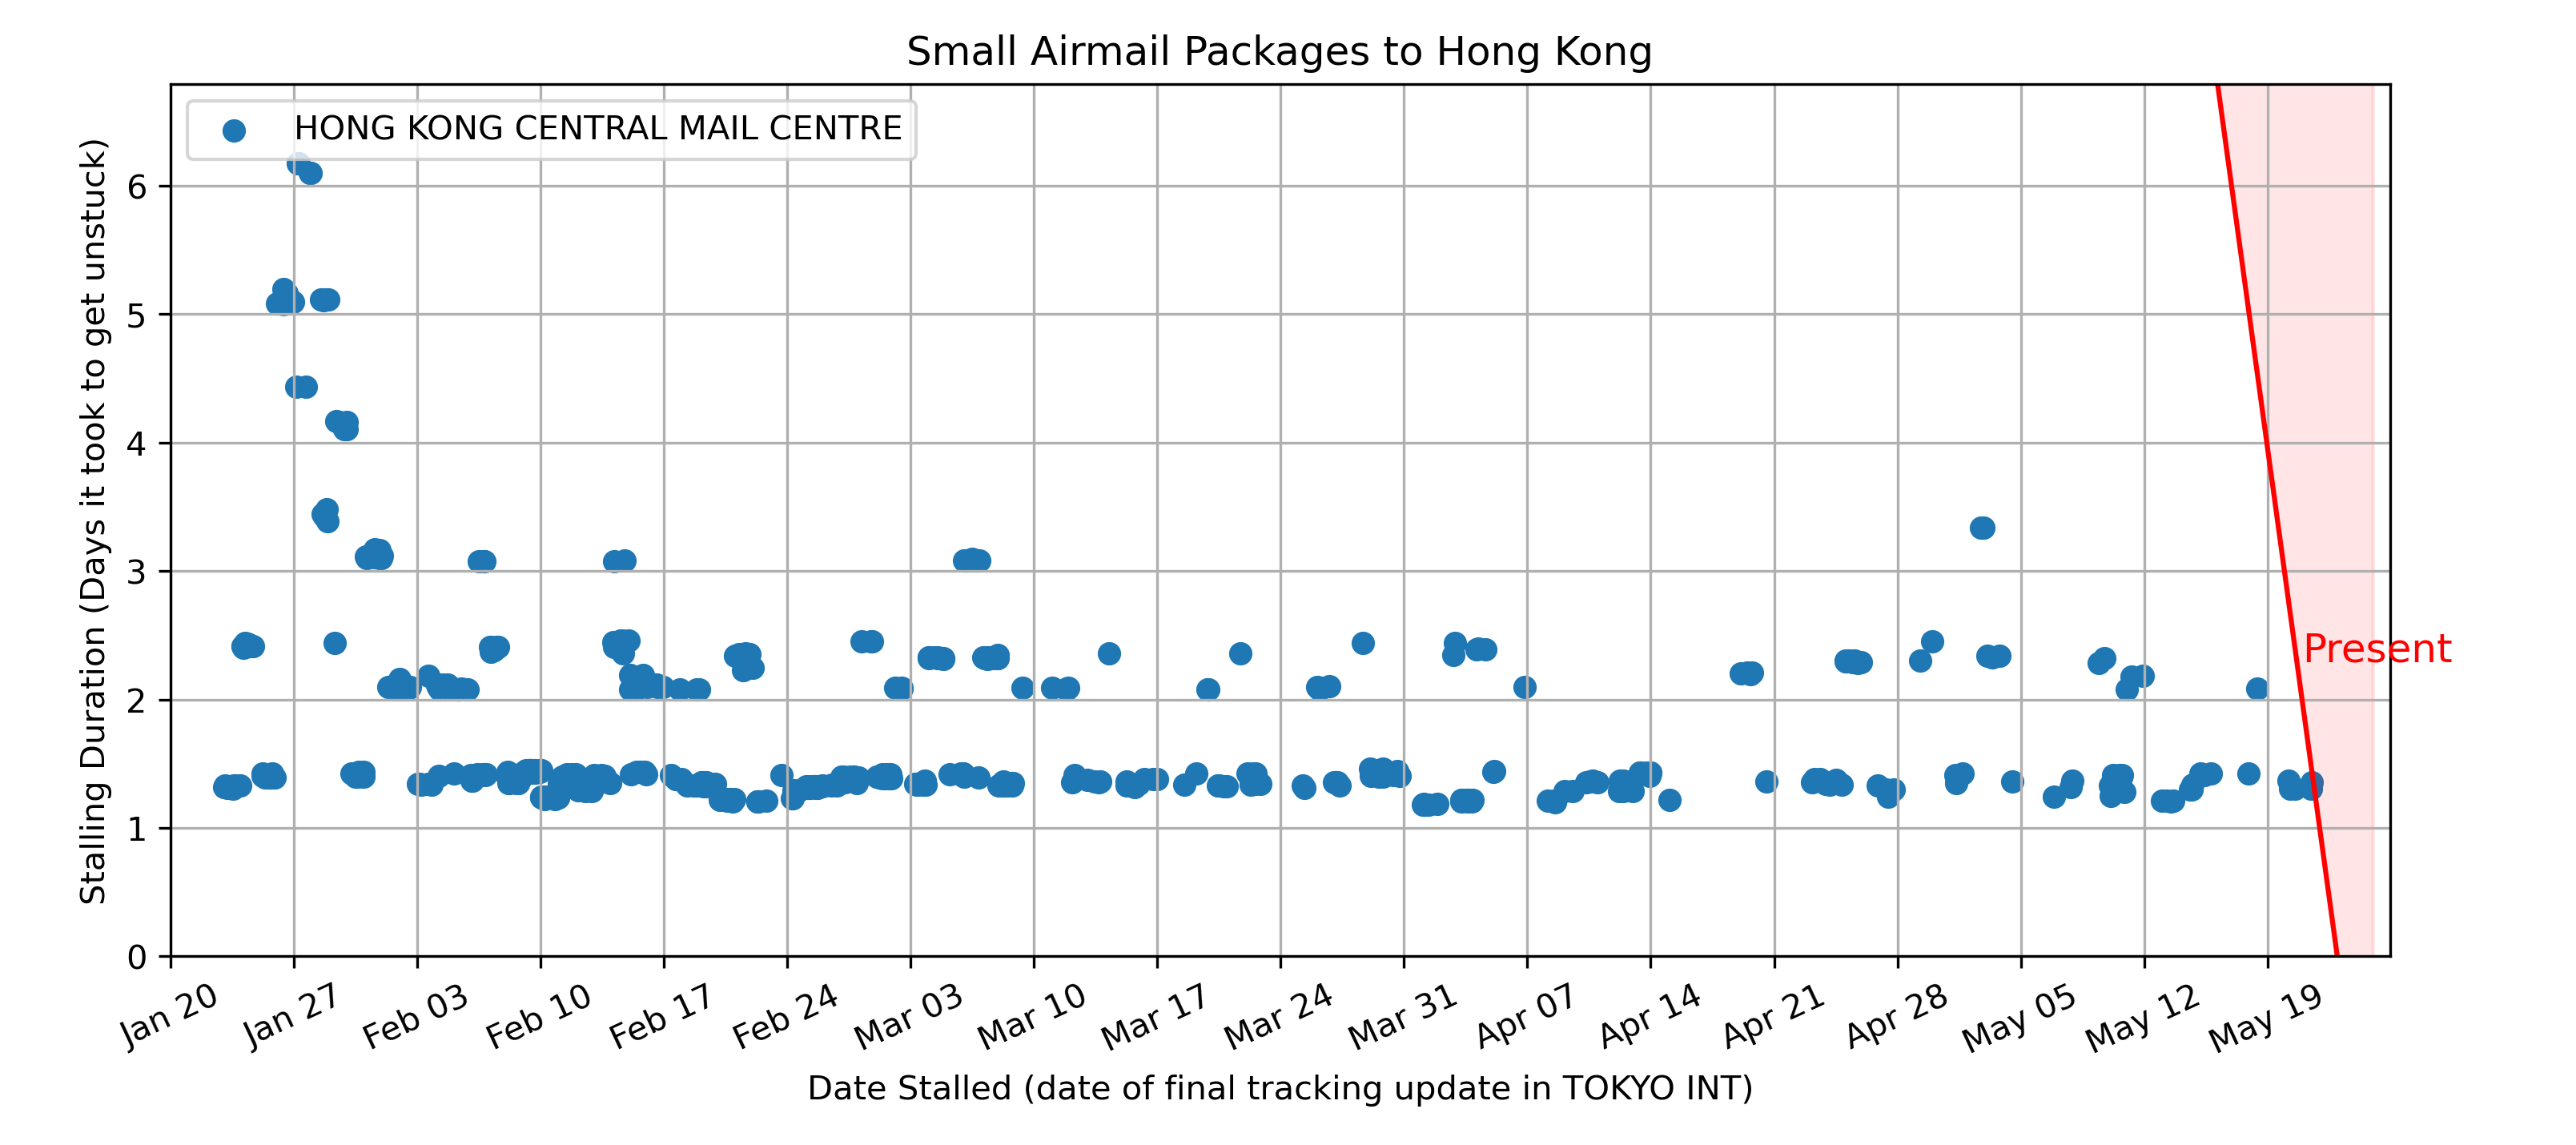 Small Airmail Packages to Hong Kong
HONG KONG CENTRAL MAIL CENTRE
Stalling Duration (Days it took to get unstuck)
6
5
4
3
2
1
0
Present
Jan 20
Jan 27
Feb 03
Feb 10
Feb 17
Feb 24
Mar 03
Mar 10
Mar 17
Mar 24
Mar 31
Apr 07
Apr 14
Apr 21
Apr 28
May 05
May 12
May 19
Date Stalled (date of final tracking update in TOKYO INT)